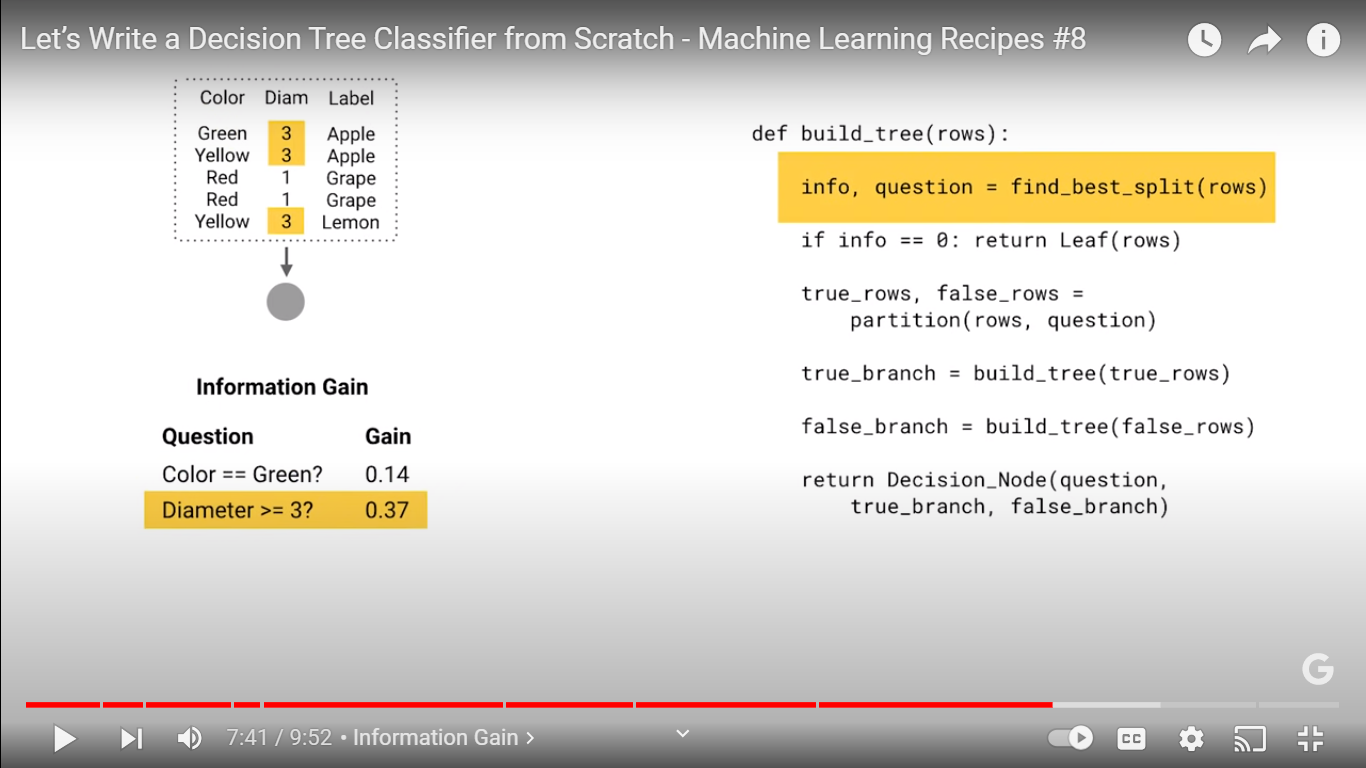 Let’s Write a Decision Tree Classifier from Scratch - Machine Learning Recipes #8
Color Diam Label
Green 3 Apple
Yellow 3 Apple
Red 1 Grape
Red 1 Grape
Yellow 3 Lemon
Information Gain
Question Gain
Color == Green? 0.14
Diameter >= 3? 0.37
def build_tree(rows):
info, question = find_best_split(rows)
if info == 0: return Leaf(rows)
true_rows, false_rows =
partition(rows, question)
true_branch = build_tree(true_rows)
false_branch = build_tree(false_rows)
return Decision_Node(question,
true_branch, false_branch)
G
7:41 / 9:52 • Information Gain >
CC